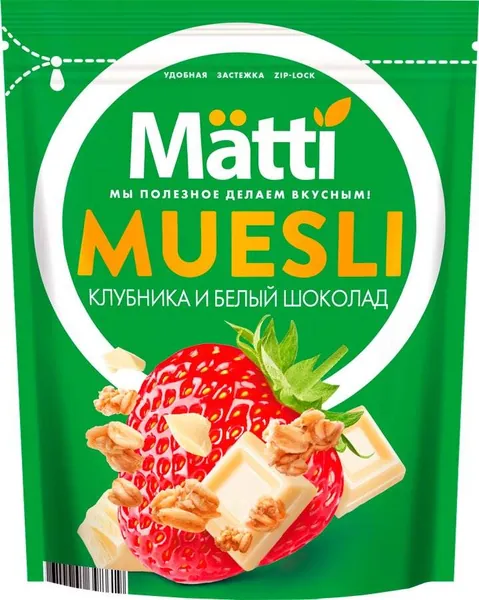 УДОБНАЯ ЗАСТЕЖКА ZIP-LOCK
Mätti
МЫ ПОЛЕЗНОЕ ДЕЛАЕМ ВКУСНЫМ!
MUESLI
КЛУБНИКА И БЕЛЫЙ ШОКОЛАД